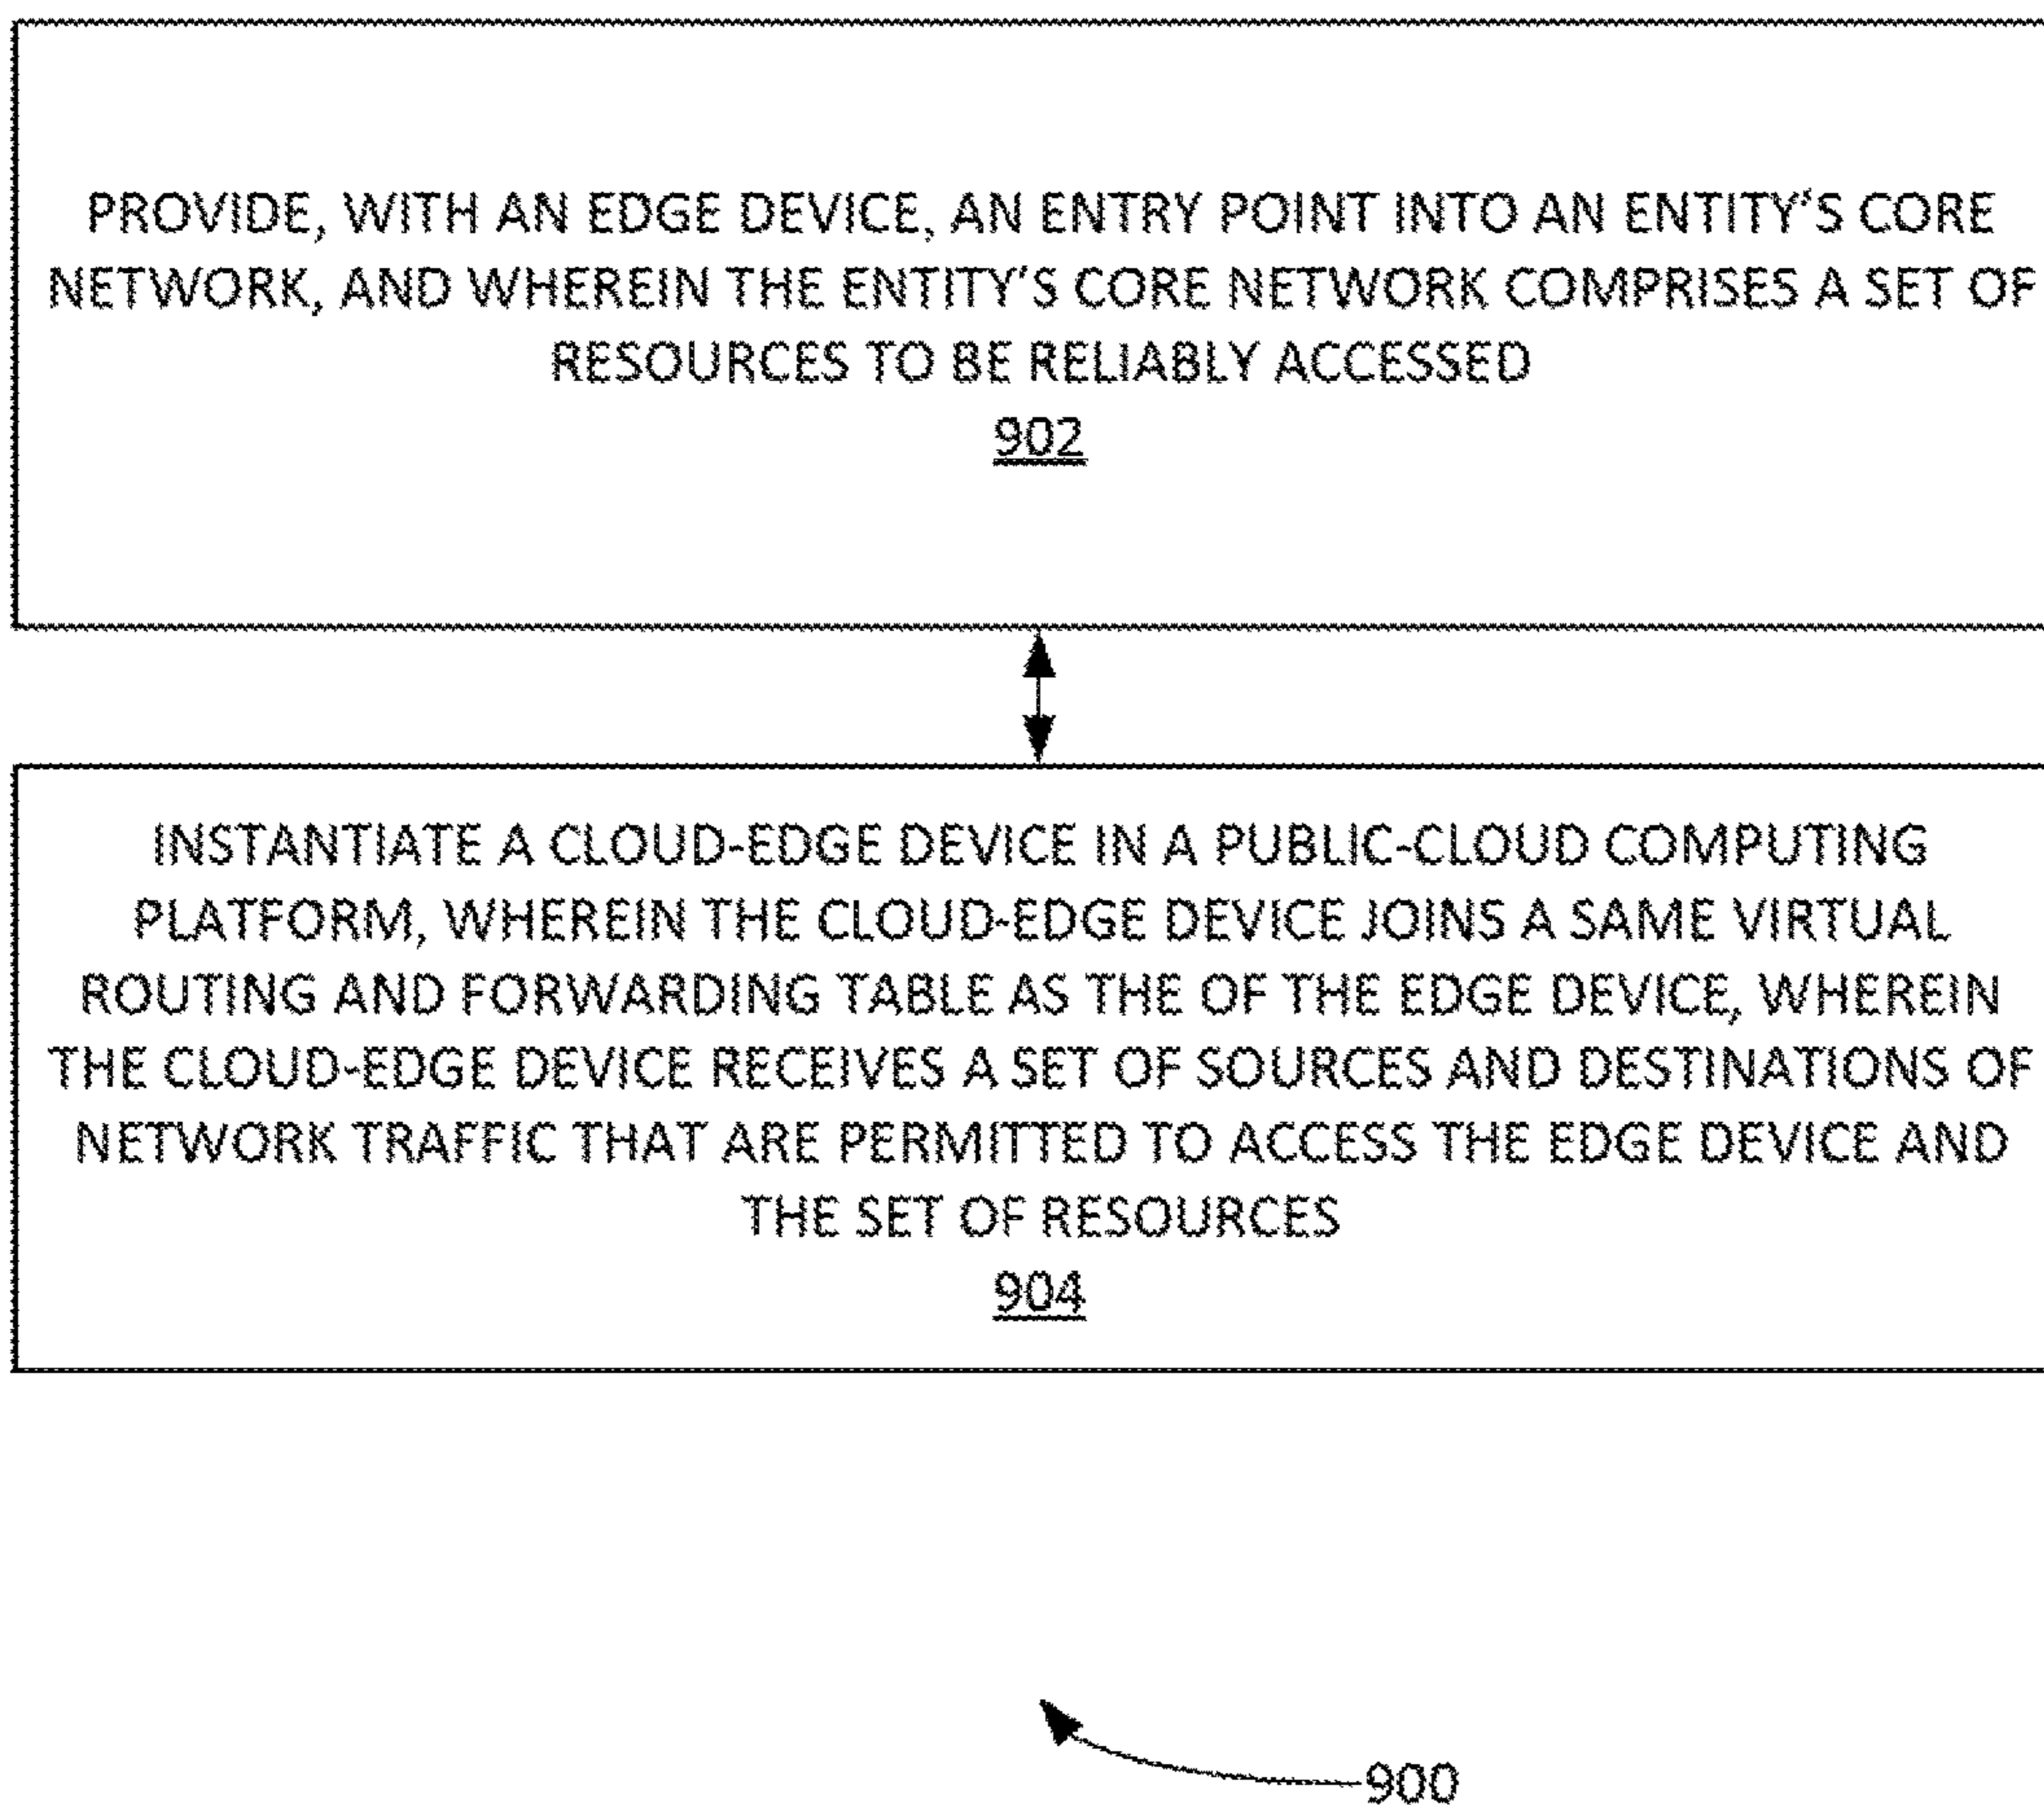 PROVIDE, WITH AN EDGE DEVICE, AN ENTRY POINT INTO AN ENTITY'S CORE
NETWORK, AND WHEREIN THE ENTITY'S CORE NETWORK COMPRISES A SET OF
RESOURCES TO BE RELIABLY ACCESSED
902
INSTANTIATE A CLOUD-EDGE DEVICE IN A PUBLIC-CLOUD COMPUTING
PLATFORM, WHEREIN THE CLOUD-EDGE DEVICE JOINS A SAME VIRTUAL
ROUTING AND FORWARDING TABLE AS THE OF THE EDGE DEVICE, WHEREIN
THE CLOUD-EDGE DEVICE RECEIVES A SET OF SOURCES AND DESTINATIONS OF
NETWORK TRAFFIC THAT ARE PERMITTED TO ACCESS THE EDGE DEVICE AND
THE SET OF RESOURCES
904
900